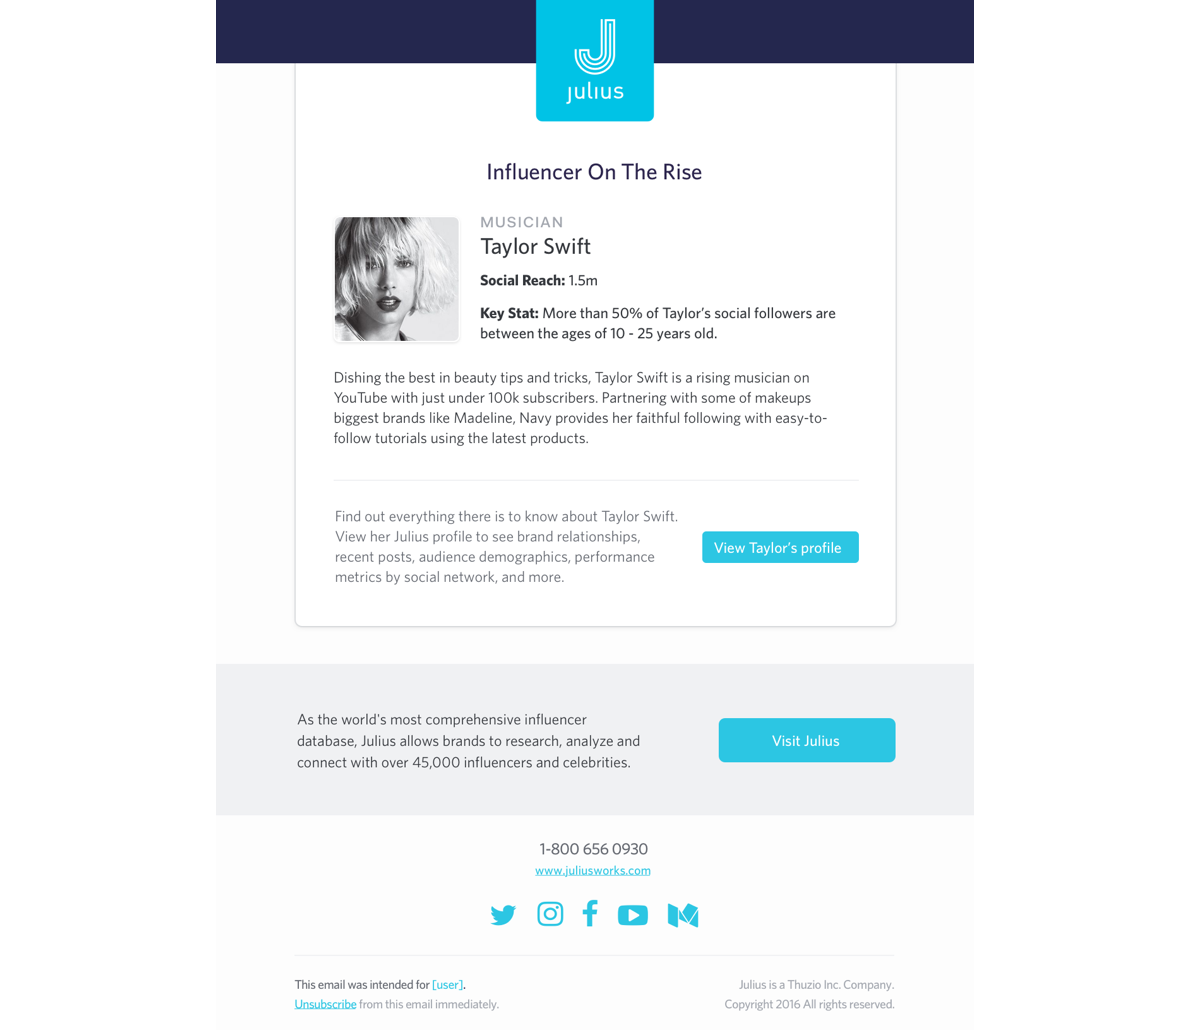 julius
Influencer On The Rise
MUSICIAN
Taylor Swift
Social Reach: 1.5m
Key Stat: More than 50% of Taylor’s social followers are
between the ages of 10 - 25 years old.
Dishing the best in beauty tips and tricks, Taylor Swift is a rising musician on
YouTube with just under 100k subscribers. Partnering with some of makeups
biggest brands like Madeline, Navy provides her faithful following with easy-to-
follow tutorials using the latest products.
Find out everything there is to know about Taylor Swift.
View her Julius profile to see brand relationships,
recent posts, audience demographics, performance
metrics by social network, and more.
View Taylor’s profile
As the world's most comprehensive influencer
database, Julius allows brands to research, analyze and
connect with over 45,000 influencers and celebrities.
Visit Julius
1-800 656 0930
www.juliusworks.com
This email was intended for [user].
Unsubscribe from this email immediately.
Julius is a Thuzio Inc. Company.
Copyright 2016 All rights reserved.